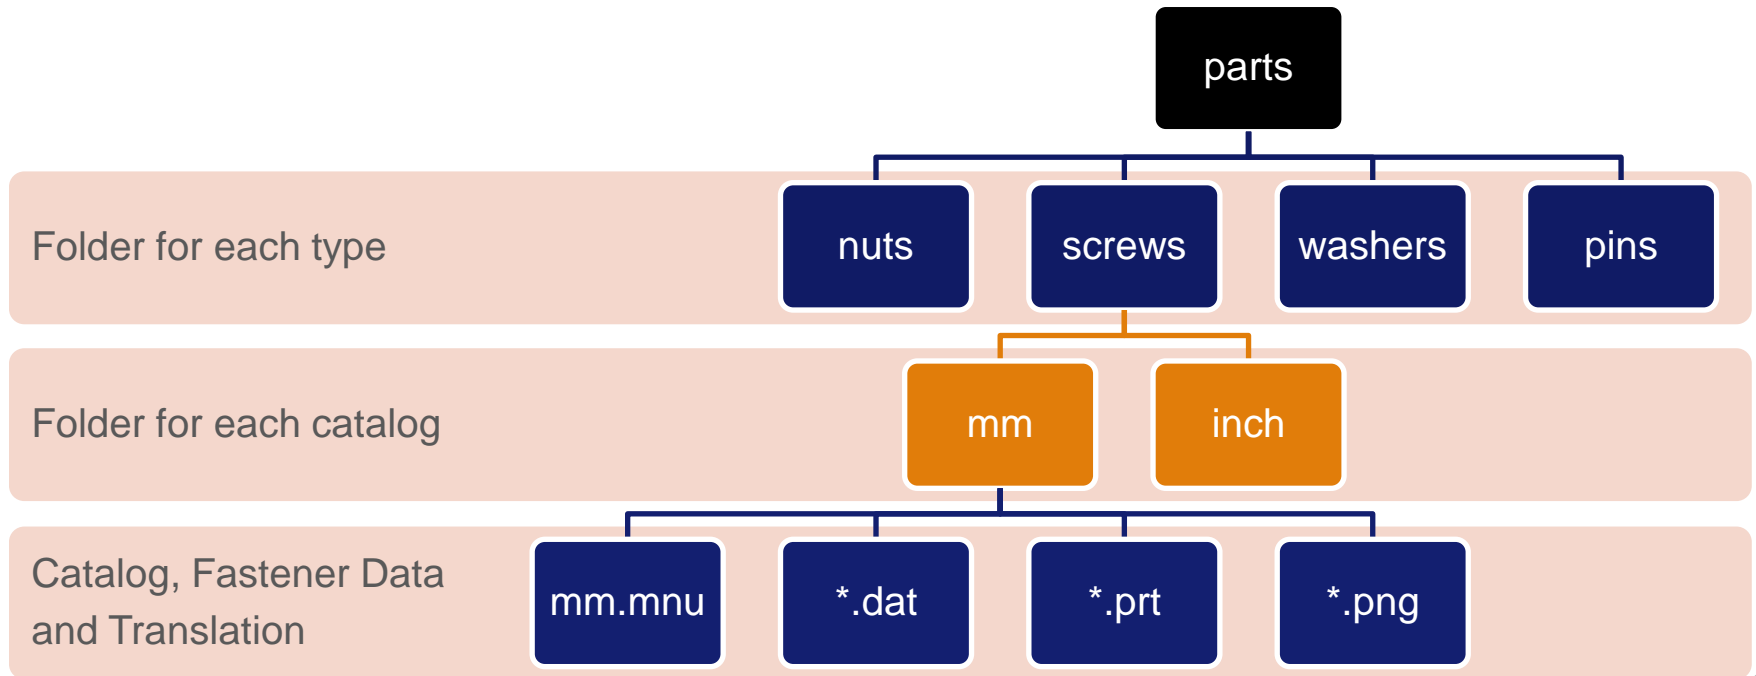 parts
Folder for each type
nuts
screws
washers
pins
Folder for each catalog
mm
inch
Catalog, Fastener Data
and Translation
mm.mnu
*.dat
*.prt
*.png